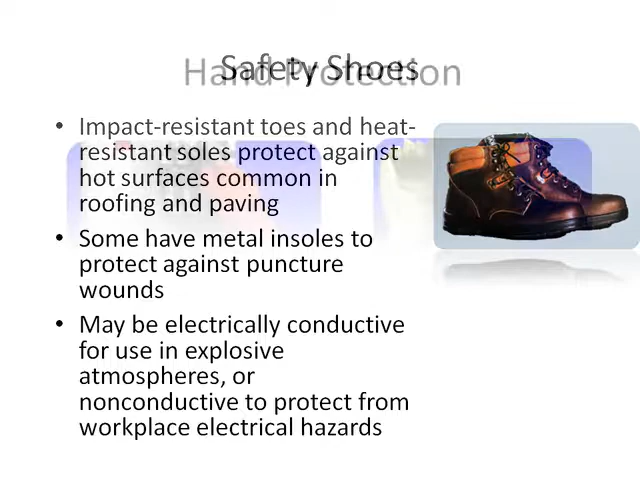 Safety Shoes
Hand Protection
• Impact-resistant toes and heat-
resistant soles protect against
hot surfaces common in
roofing and paving
• Some have metal insoles to
protect against puncture
wounds
• May be electrically conductive
for use in explosive
atmospheres, or
nonconductive to protect from
workplace electrical hazards